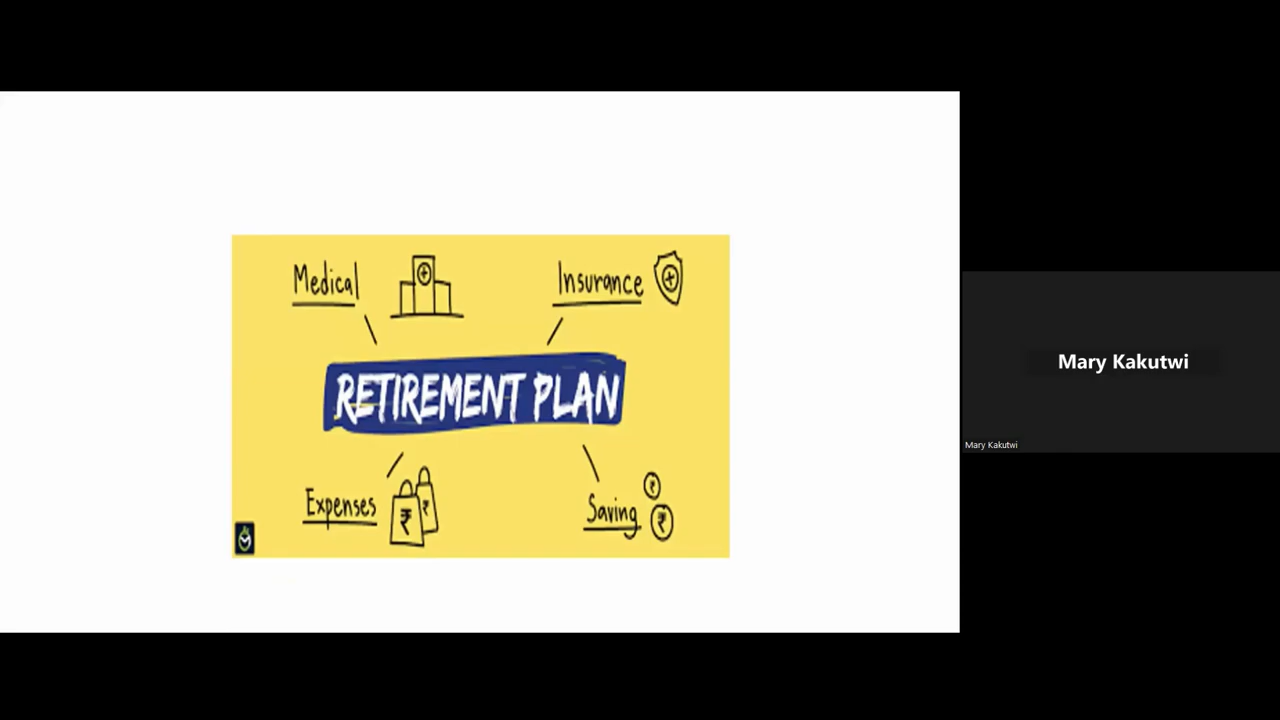 Medical
Insurance
RETIREMENT PLAN
Expenses
₹
₹
Saving
₹
₹
Mary Kakutwi
Mary Kakutwi